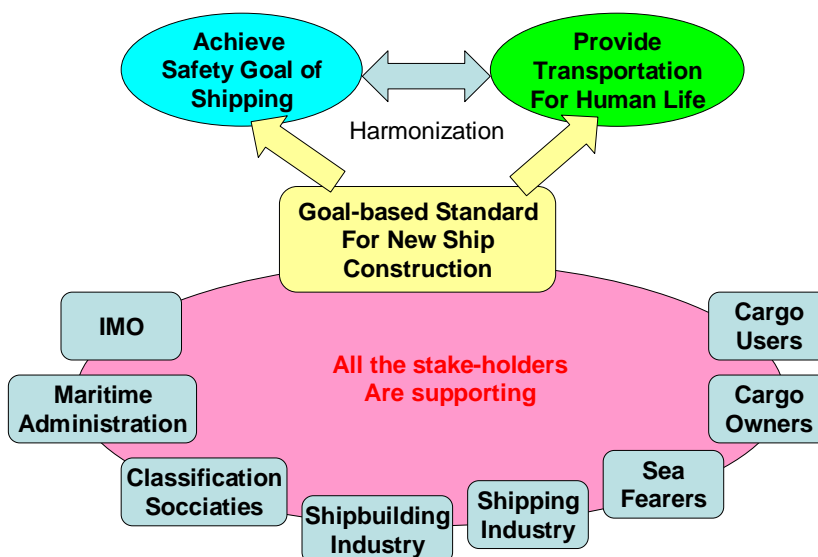 Achieve
Safety Goal of
Shipping
Provide
Transportation
For Human Life
Harmonization
Goal-based Standard
For New Ship
Construction
IMO
Cargo
Users
All the stake-holders
Are supporting
Maritime
Administration
Cargo
Owners
Classification
Socciaties
Sea
Fearers
Shipbuilding
Industry
Shipping
Industry